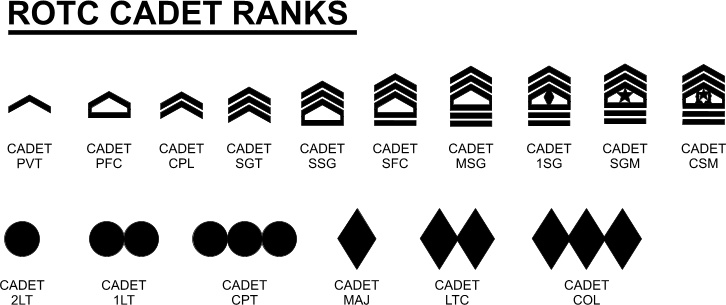 ROTC CADET RANKS
CADET PVT
CADET PFC
CADET CPL
CADET SGT
CADET SSG
CADET SFC
CADET MSG
CADET 1SG
CADET SGM
CADET CSM
CADET 2LT
CADET 1LT
CADET CPT
CADET MAJ
CADET LTC
CADET COL